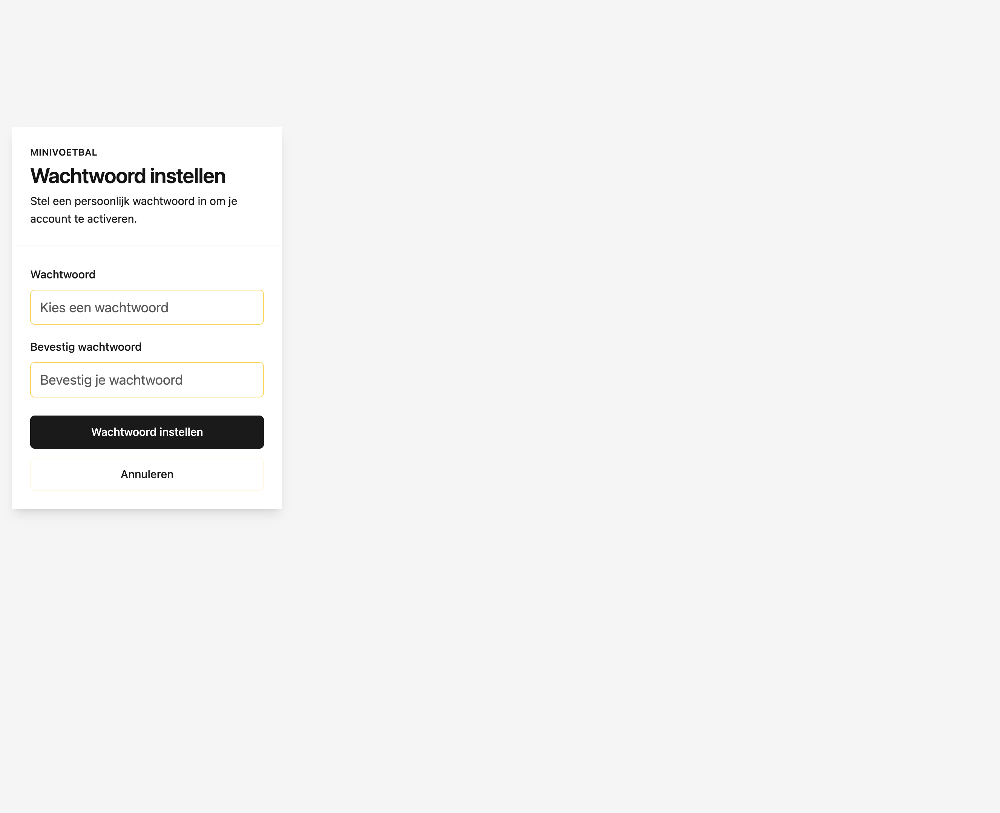 MINIVOETBAL
Wachtwoord instellen
Stel een persoonlijk wachtwoord in om je
account te activeren.
Wachtwoord
Kies een wachtwoord
Bevestig wachtwoord
Bevestig je wachtwoord
Wachtwoord instellen
Annuleren